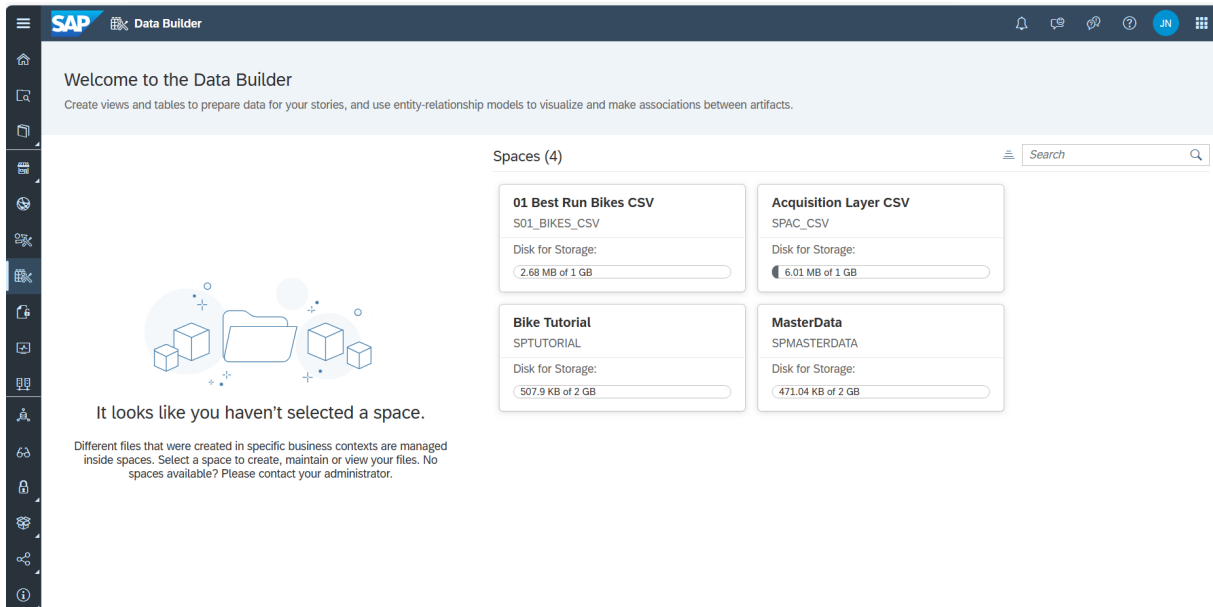 SAP Data Builder
JN
Welcome to the Data Builder
Create views and tables to prepare data for your stories, and use entity-relationship models to visualize and make associations between artifacts.
Spaces (4)
Search
01 Best Run Bikes CSV
S01_BIKES_CSV
Disk for Storage:
2.68 MB of 1 GB
Acquisition Layer CSV
SPAC_CSV
Disk for Storage:
6.01 MB of 1 GB
Bike Tutorial
SPTUTORIAL
Disk for Storage:
507.9 KB of 2 GB
MasterData
SPMASTERDATA
Disk for Storage:
471.04 KB of 2 GB
It looks like you haven’t selected a space.
Different files that were created in specific business contexts are managed
inside spaces. Select a space to create, maintain or view your files. No
spaces available? Please contact your administrator.